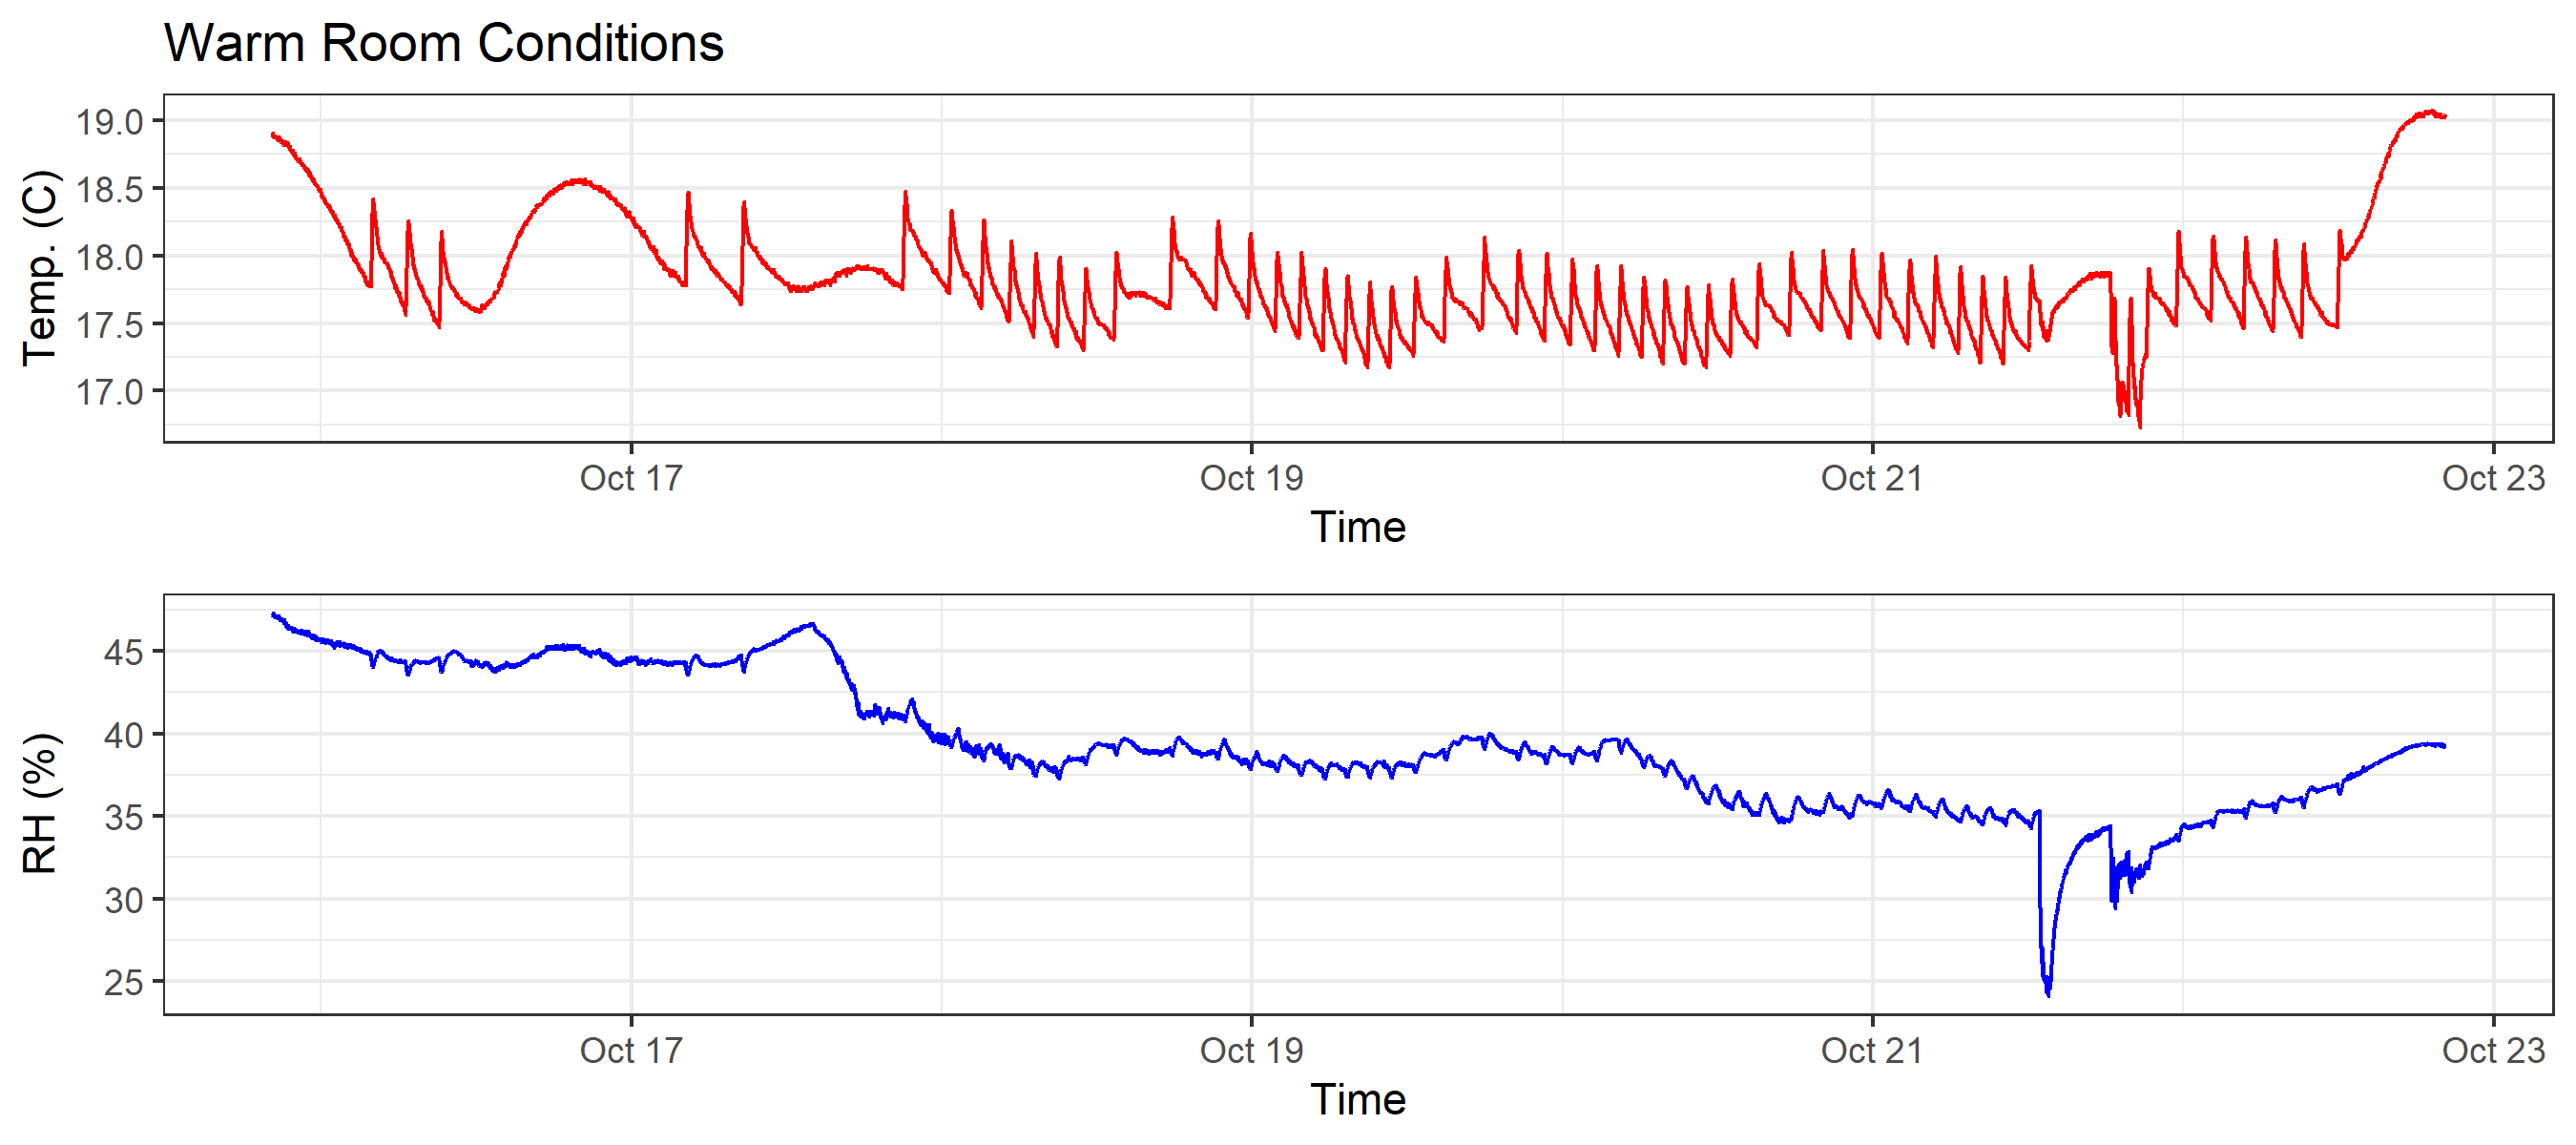 Warm Room Conditions
19.0
18.5
18.0
17.5
17.0
Temp. (C)
Oct 17 Oct 19 Oct 21 Oct 23
Time
45
40
35
30
25
RH (%)
Oct 17 Oct 19 Oct 21 Oct 23
Time